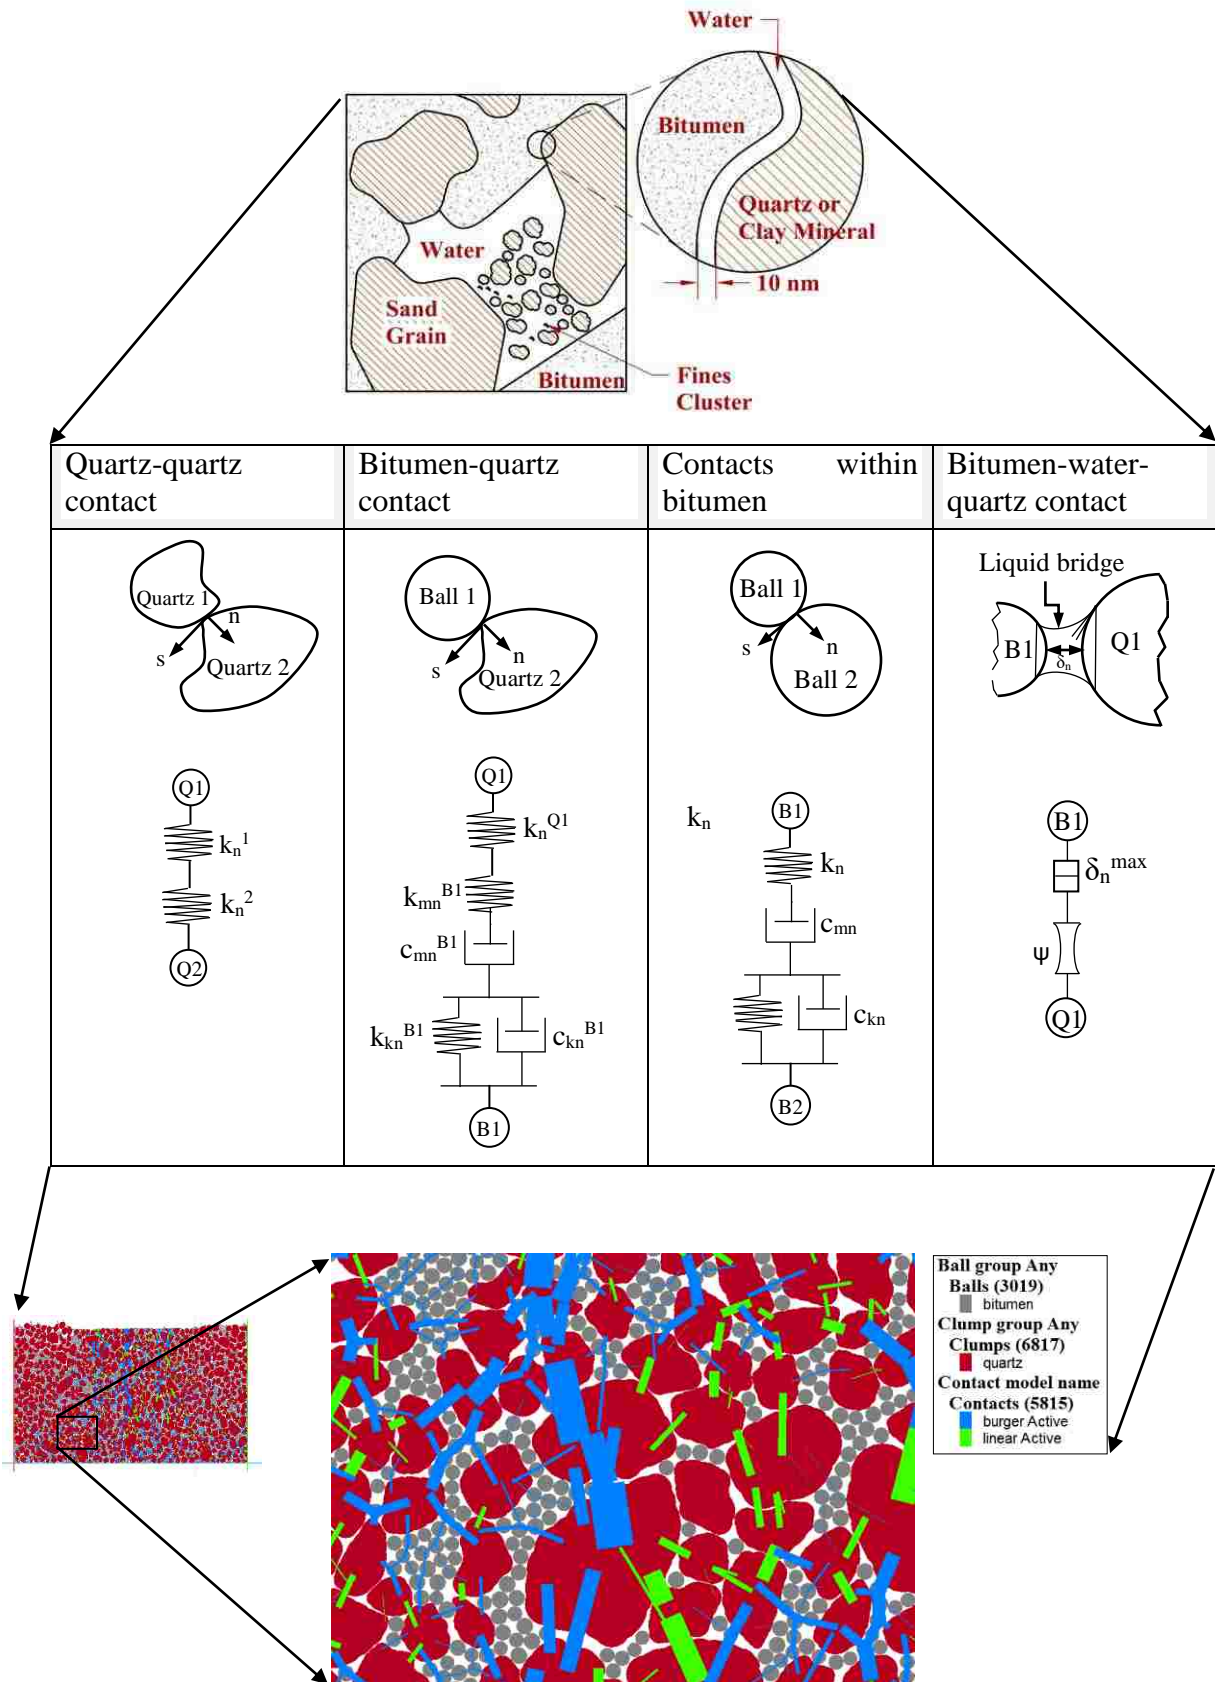 Water
Bitumen
Quartz or
Clay Mineral
10 nm
Water
Sand
Grain
Bitumen
Fines
Cluster
Quartz-quartz
contact
Bitumen-quartz
contact
Contacts within
bitumen
Bitumen-water-
quartz contact
Quartz 1
n
s
Quartz 2
Ball 1
n
s
Quartz 2
Ball 1
s
n
Ball 2
Liquid bridge
B1
δn
Q1
Q1
kn1
kn2
Q2
Q1
knQ1
kmnB1
cmnB1
kknB1
cknB1
B1
kn
B1
kn
cmn
ckn
B2
B1
δnmax
ψ
Q1
Ball group Any
Balls (3019)
bitumen
Clump group Any
Clumps (6817)
quartz
Contact model name
Contacts (5815)
burger Active
linear Active